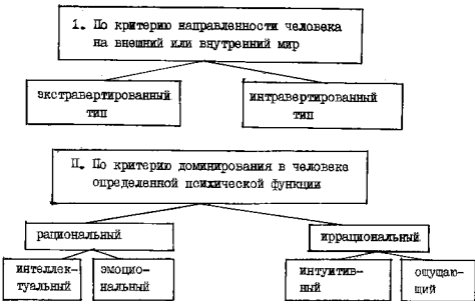 I. По критерию направленности человека
на внешний или внутренний мир
экстравертированный
тип
интравертированный
тип
II. По критерию доминирования в человеке
определенной психической функции
рациональный
иррациональный
интеллек-
туальный
эмоцио-
нальный
интуитив-
ный
ощущаю-
щий